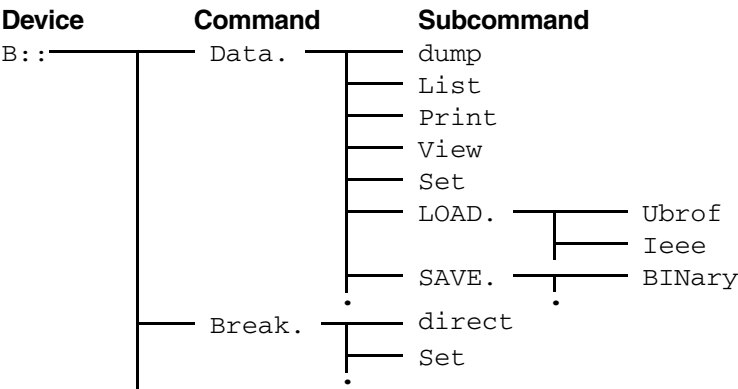 Device Command Subcommand
B:: Data. dump
List
Print
View
Set
LOAD. Ubrof
Ieee
SAVE. BINary
Break. direct
Set